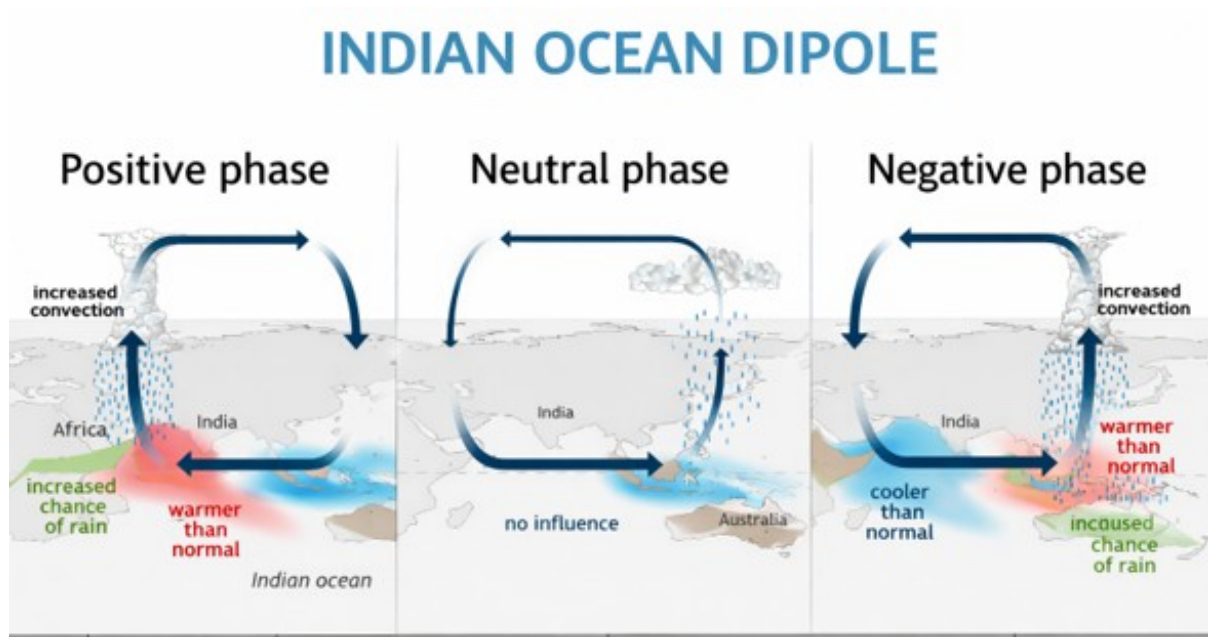 INDIAN OCEAN DIPOLE
Positive phase
increased
convection
Africa
India
increased
chance
of rain
warmer
than
normal
Indian ocean
Neutral phase
India
no influence
Australia
Negative phase
increased
convection
India
warmer
than
normal
cooler
than
normal
incoused
chance
of rain